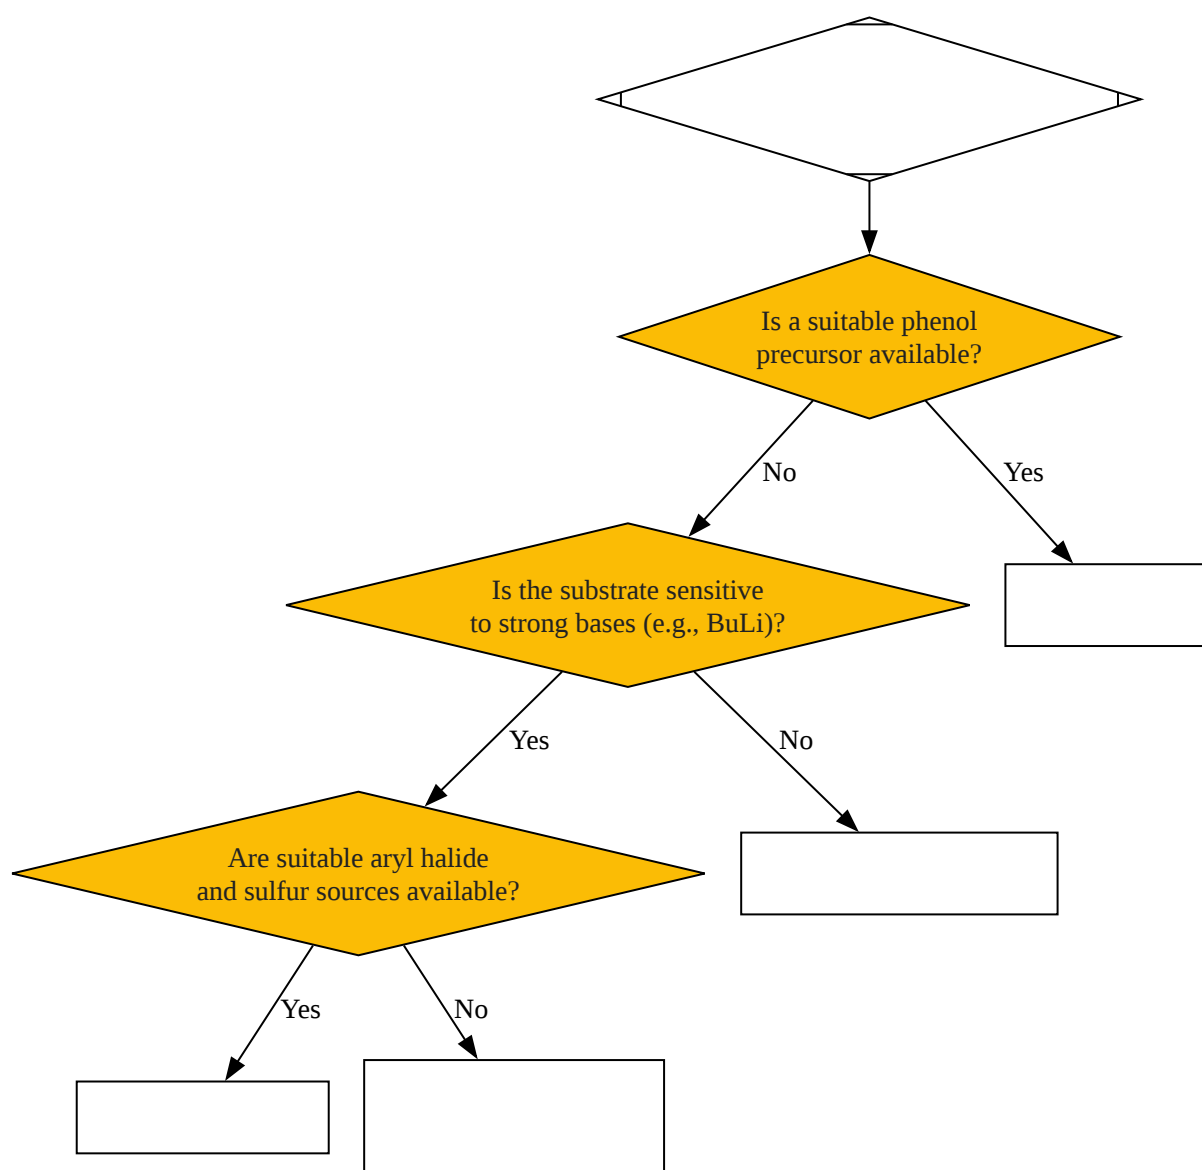 Is a suitable phenol
precursor available?
No
Yes
Is the substrate sensitive
to strong bases (e.g., BuLi)?
Yes
No
Are suitable aryl halide
and sulfur sources available?
Yes
No